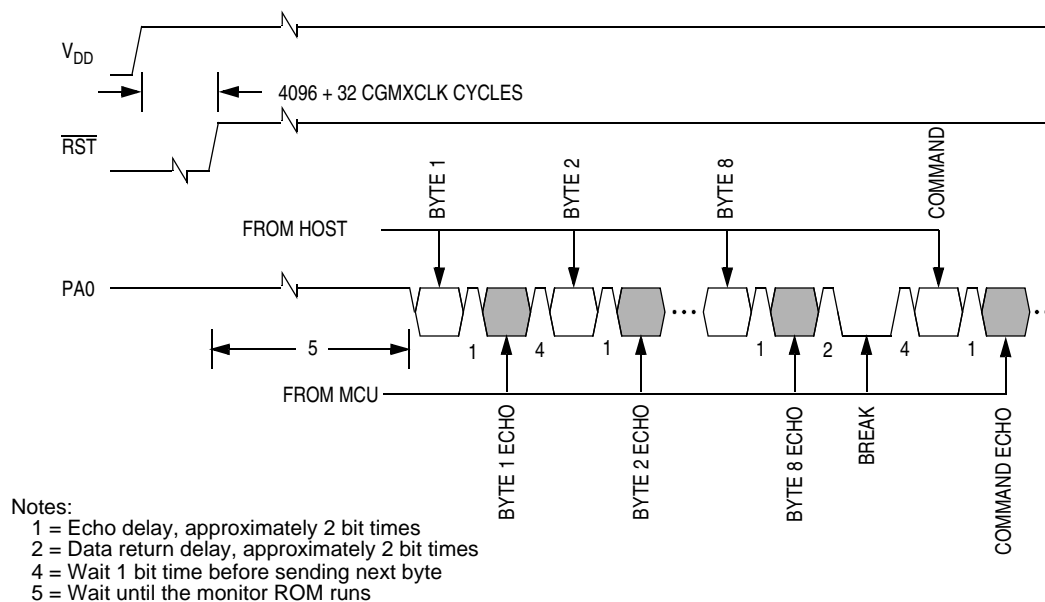 VDD
4096 + 32 CGMXCLK CYCLES
RST
BYTE 1
BYTE 2
BYTE 8
COMMAND
FROM HOST
PA0
5
1
4
1
1
2
4
1
FROM MCU
BYTE 1 ECHO
BYTE 2 ECHO
BYTE 8 ECHO
BREAK
COMMAND ECHO
Notes:
1 = Echo delay, approximately 2 bit times
2 = Data return delay, approximately 2 bit times
4 = Wait 1 bit time before sending next byte
5 = Wait until the monitor ROM runs